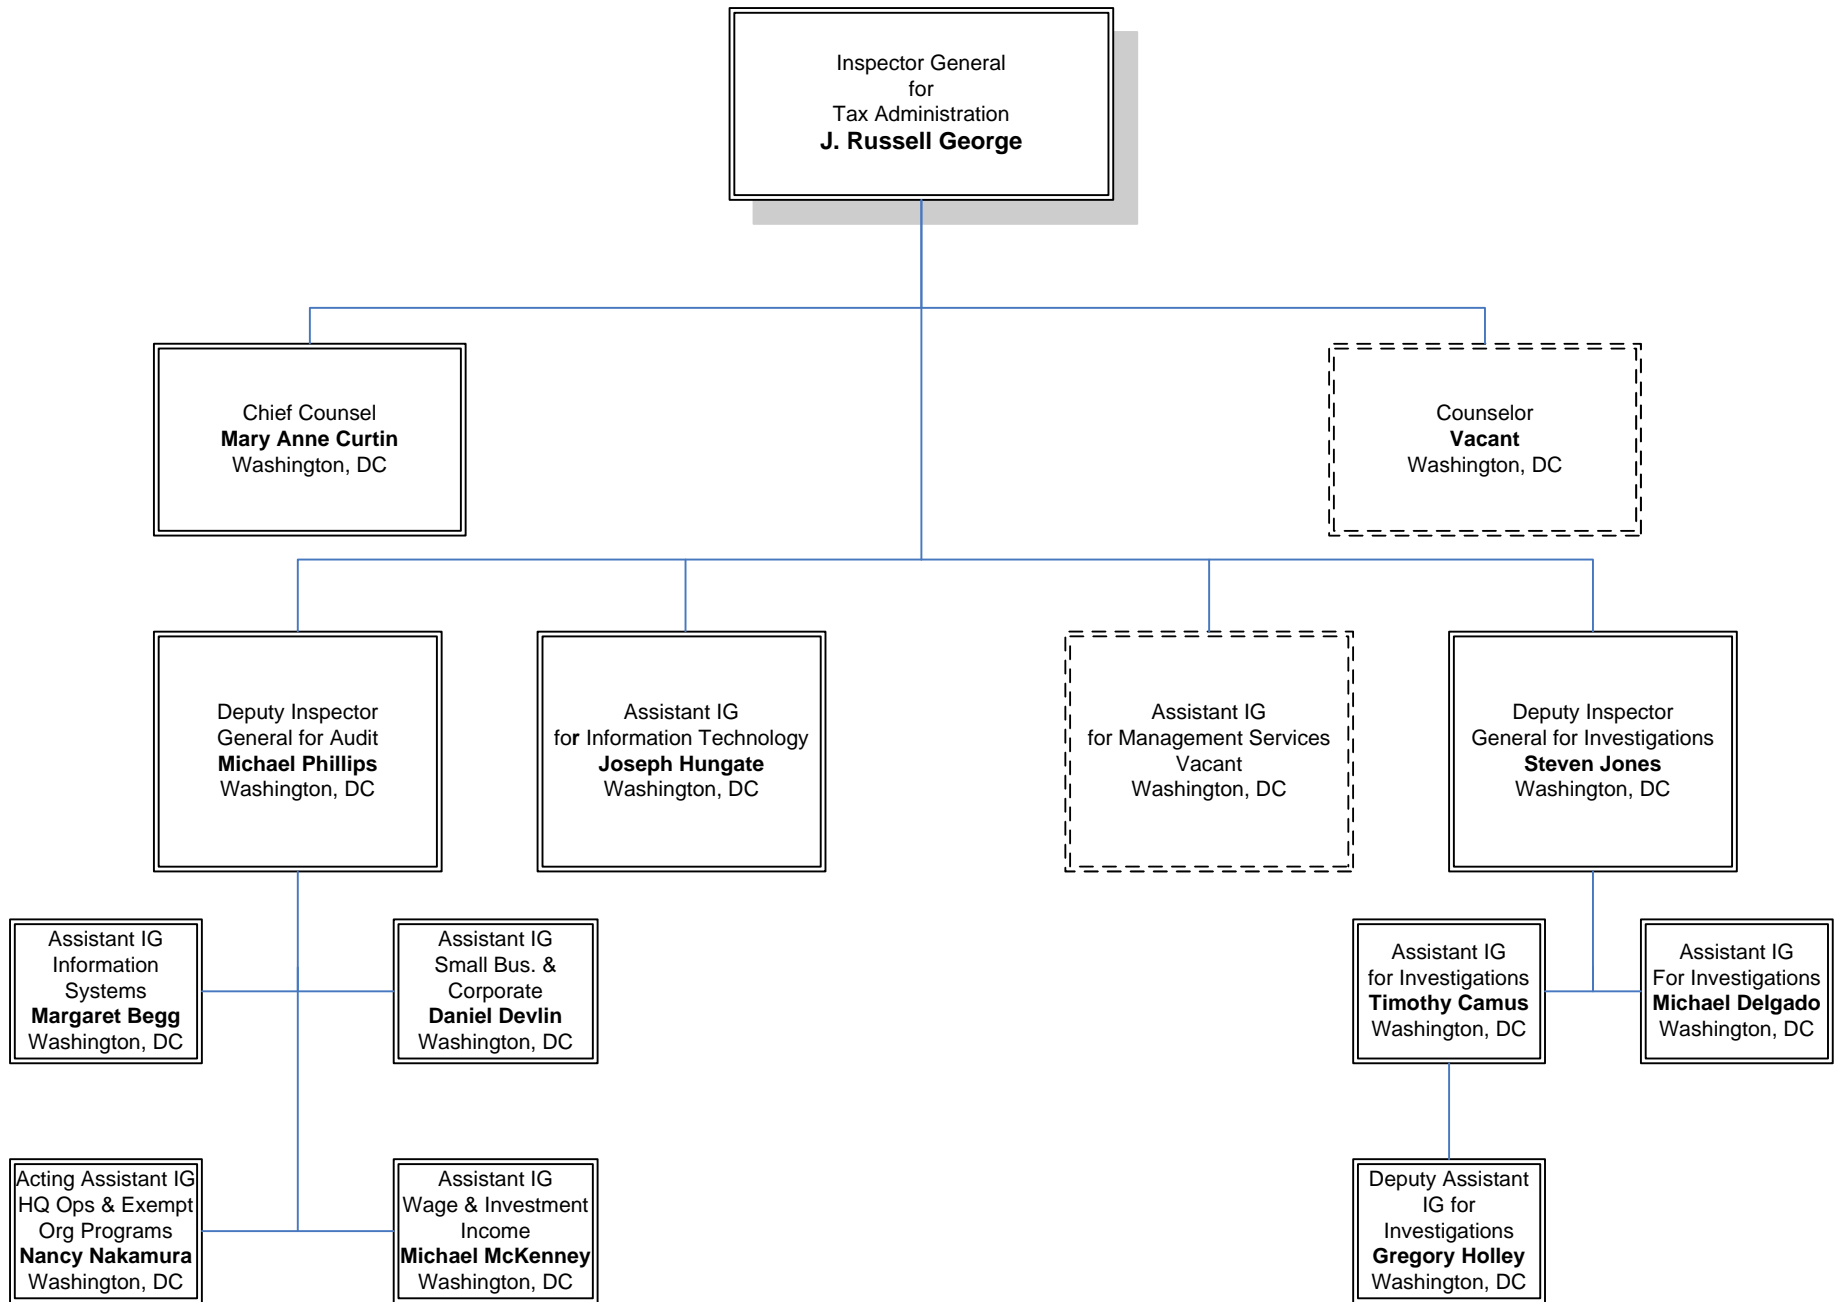 Inspector General
for
Tax Administration
J. Russell George
Chief Counsel
Mary Anne Curtin
Washington, DC
Counselor
Vacant
Washington, DC
Deputy Inspector
General for Audit
Michael Phillips
Washington, DC
Assistant IG
for Information Technology
Joseph Hungate
Washington, DC
Assistant IG
for Management Services
Vacant
Washington, DC
Deputy Inspector
General for Investigations
Steven Jones
Washington, DC
Assistant IG
Information
Systems
Margaret Begg
Washington, DC
Assistant IG
Small Bus. &
Corporate
Daniel Devlin
Washington, DC
Assistant IG
for Investigations
Timothy Camus
Washington, DC
Assistant IG
For Investigations
Michael Delgado
Washington, DC
Acting Assistant IG
HQ Ops & Exempt
Org Programs
Nancy Nakamura
Washington, DC
Assistant IG
Wage & Investment
Income
Michael McKenney
Washington, DC
Deputy Assistant
IG for
Investigations
Gregory Holley
Washington, DC